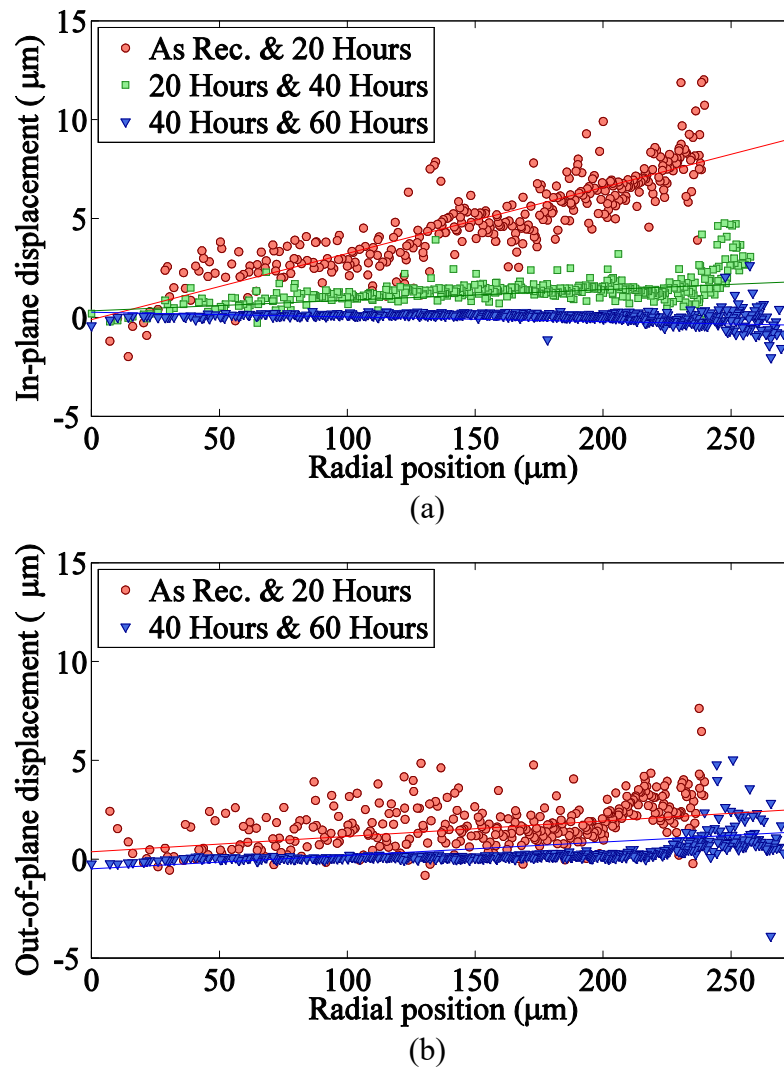 15
As Rec. & 20 Hours
20 Hours & 40 Hours
40 Hours & 60 Hours
10
5
0
-5
In-plane displacement ( μm)
0 50 100 150 200 250
Radial position (μm)
(a)
15
As Rec. & 20 Hours
40 Hours & 60 Hours
10
5
0
-5
Out-of-plane displacement ( μm)
0 50 100 150 200 250
Radial position (μm)
(b)